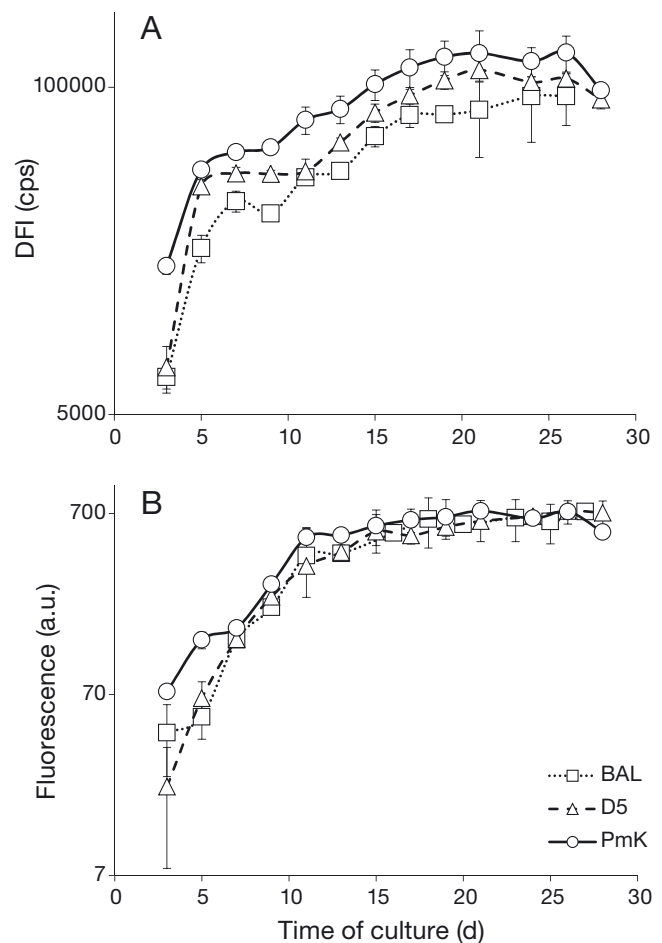 A
100000
DFI (cps)
5000
0 5 10 15 20 25 30
B
700
Fluorescence (a.u.)
70
BAL
D5
PmK
7
0 5 10 15 20 25 30
Time of culture (d)